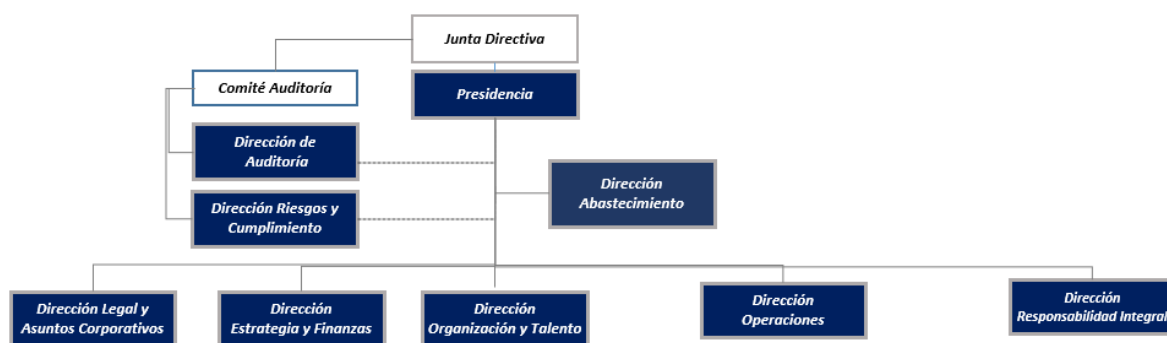 Junta Directiva
Comité Auditoría
Presidencia
Dirección de
Auditoría
Dirección
Abastecimiento
Dirección Riesgos y
Cumplimiento
Dirección Legal y
Asuntos Corporativos
Dirección
Estrategia y Finanzas
Dirección
Organización y Talento
Dirección
Operaciones
Dirección
Responsabilidad Integral